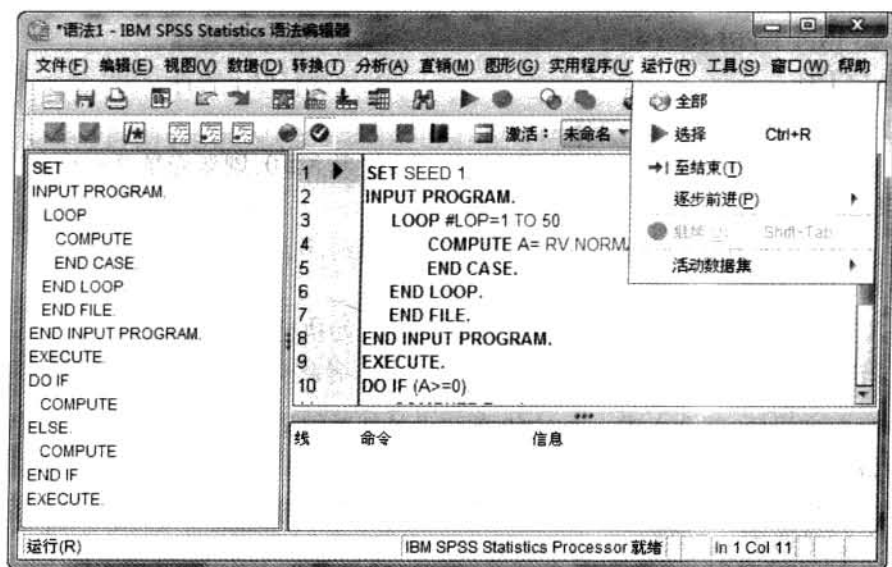 *语法1 - IBM SPSS Statistics 语法编辑器
文件(F) 编辑(E) 视图(V) 数据(D) 转换(T) 分析(A) 直销(M) 图形(G) 实用程序(U) 运行(R) 工具(S) 窗口(W) 帮助
激活: 未命名
全部
选择 Ctrl+R
至结束(T)
逐步前进(P)
Shift-Tab
活动数据集
SET
INPUT PROGRAM.
LOOP
COMPUTE
END CASE.
END LOOP
END FILE.
END INPUT PROGRAM.
EXECUTE.
DO IF
COMPUTE
ELSE.
COMPUTE
END IF
EXECUTE.
1 SET SEED 1
2 INPUT PROGRAM.
3 LOOP #LOP=1 TO 50
4 COMPUTE A= RV.NORMA
5 END CASE.
6 END LOOP.
7 END FILE.
8 END INPUT PROGRAM.
9 EXECUTE.
10 DO IF (A>=0)
线 命令 信息
运行(R)
IBM SPSS Statistics Processor 就绪
In 1 Col 11